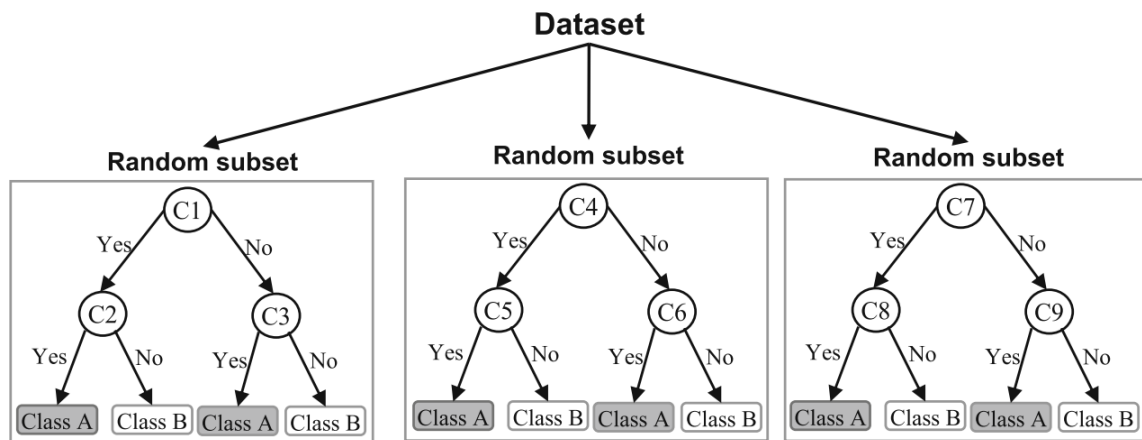 Dataset
Random subset
Random subset
Random subset
C1
C4
C7
Yes
No
Yes
No
Yes
No
C2
C3
C5
C6
C8
C9
Yes
No
Yes
No
Yes
No
Yes
No
Yes
No
Yes
No
Class A
Class B
Class A
Class B
Class A
Class B
Class A
Class B
Class A
Class B
Class A
Class B